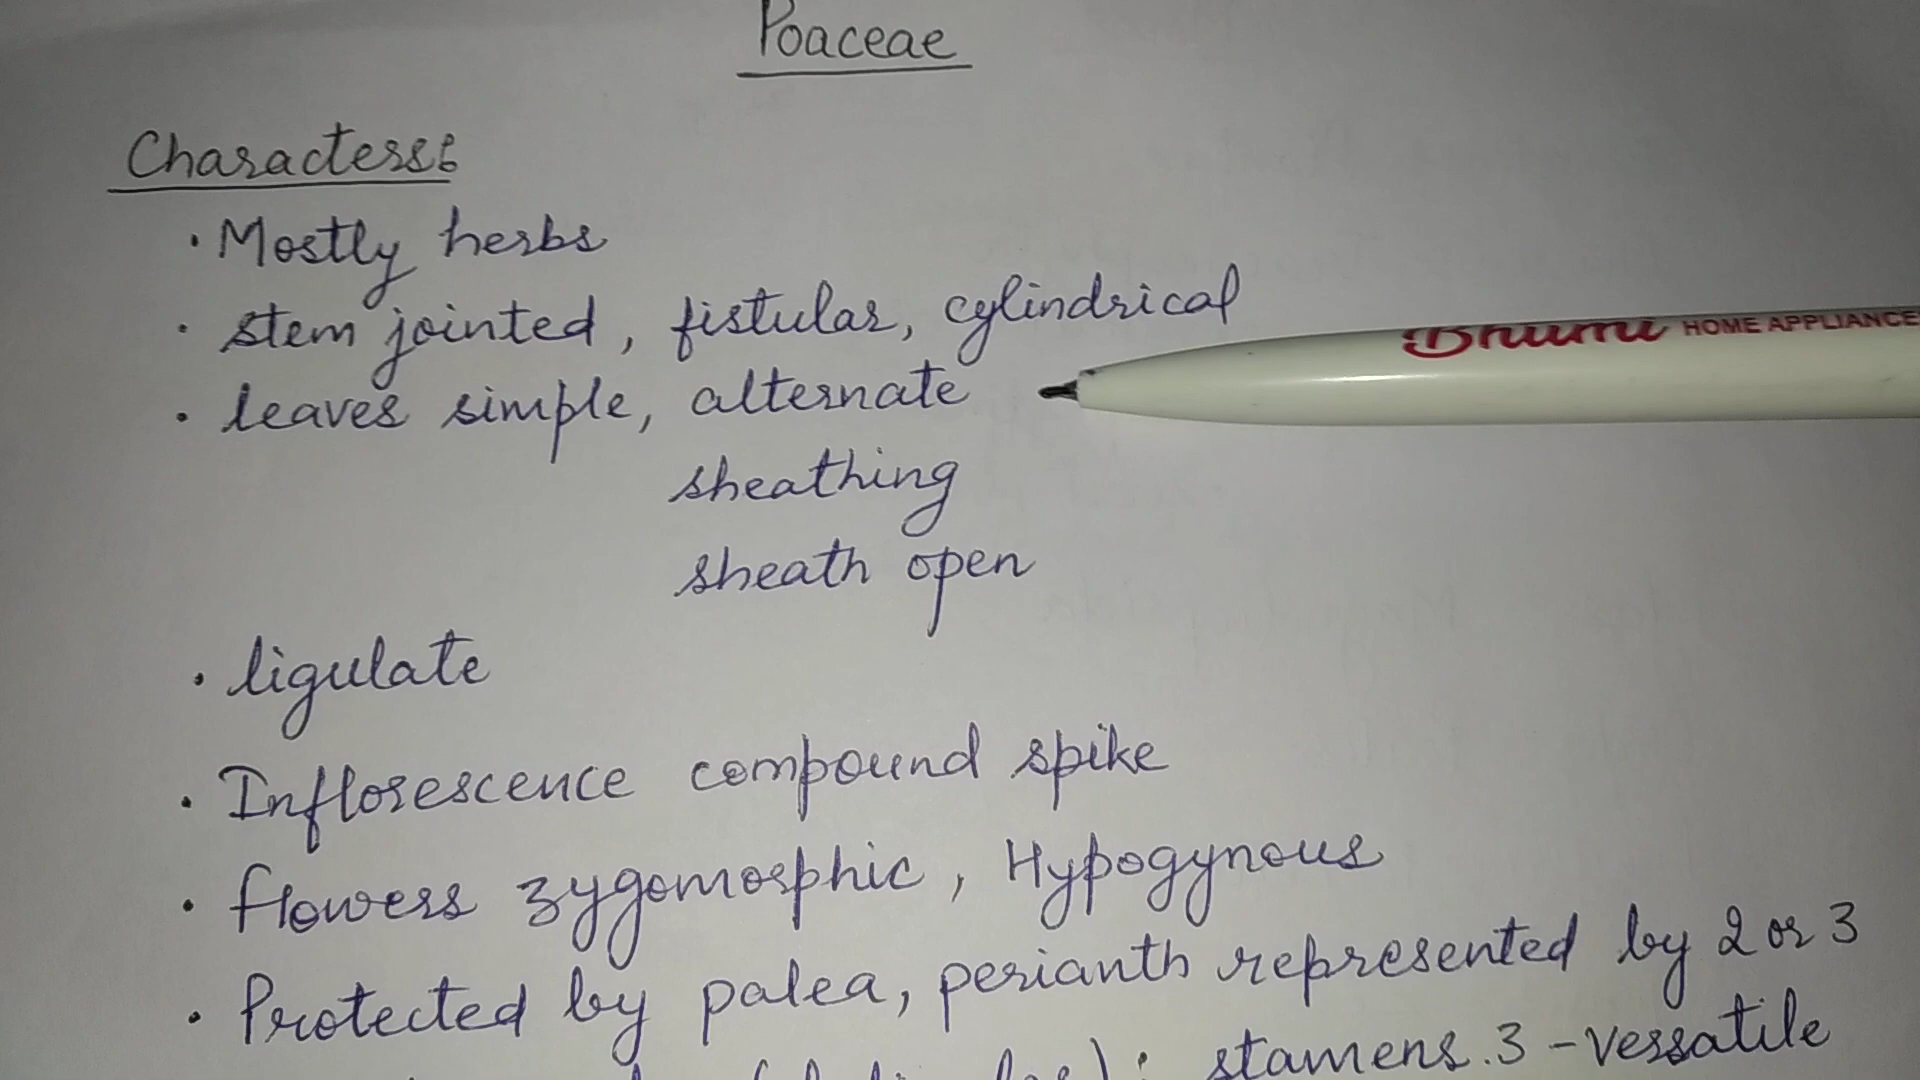 Poaceae
Characters:
· Mostly herbs
· stem jointed, fistular, cylindrical
Bhumi HOME APPLIANCE
· leaves simple, alternate
sheathing
sheath open
· ligulate
· Inflorescence compound spike
· flowers zygomorphic, Hypogynous
· Protected by palea, perianth represented by 2 or 3
stamens. 3 - versatile